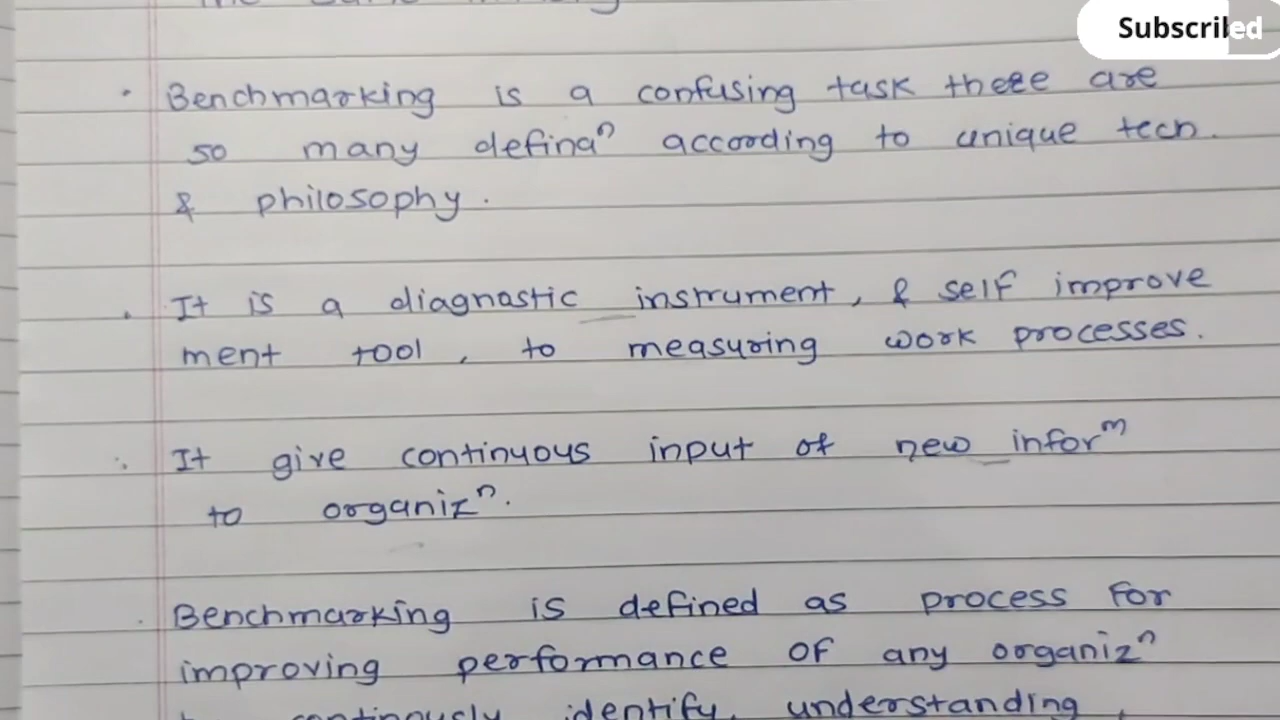 Subscribed
• Benchmarking is a confusing task there are
so many definaⁿ according to unique tech.
& philosophy.
• It is a diagnastic instrument, & self improve
ment tool, to measuring work processes.
• It give continuous input of new inforᵐ
to organizⁿ.
• Benchmarking is defined as process for
improving performance of any organizⁿ
continously identify, understanding,